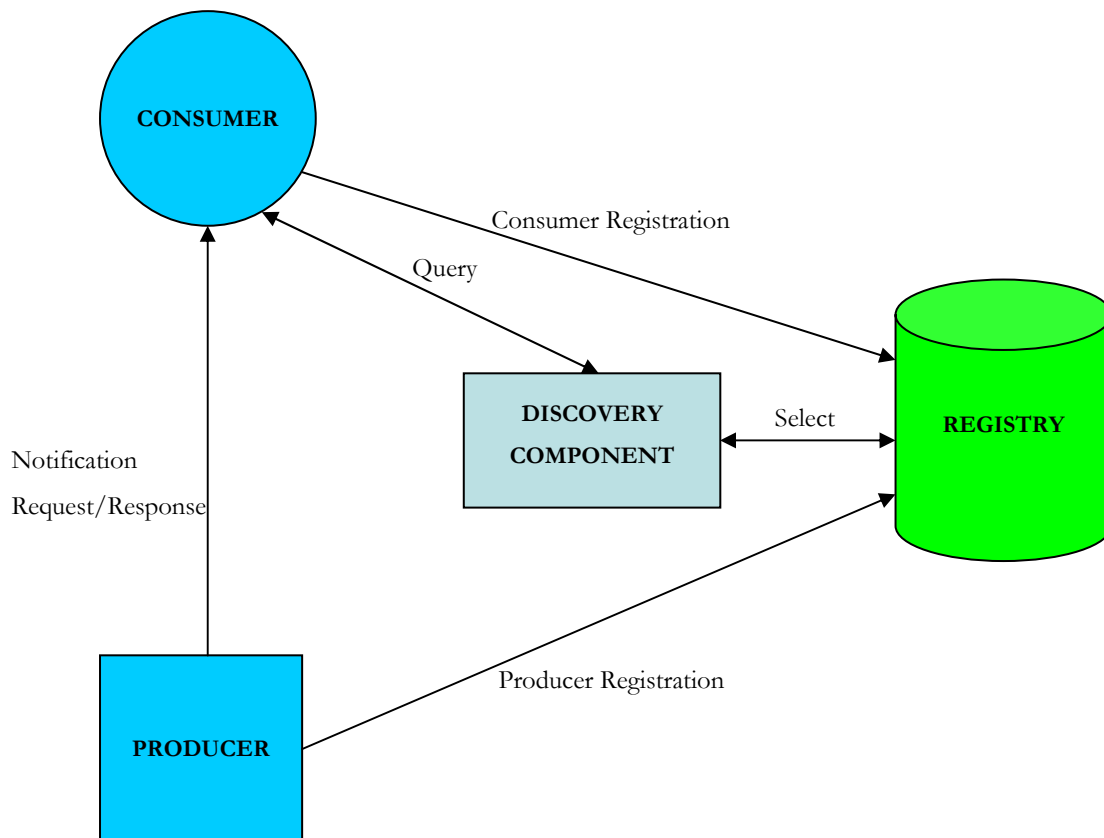 CONSUMER
Consumer Registration
Query
DISCOVERY
COMPONENT
Select
REGISTRY
Notification
Request/Response
Producer Registration
PRODUCER